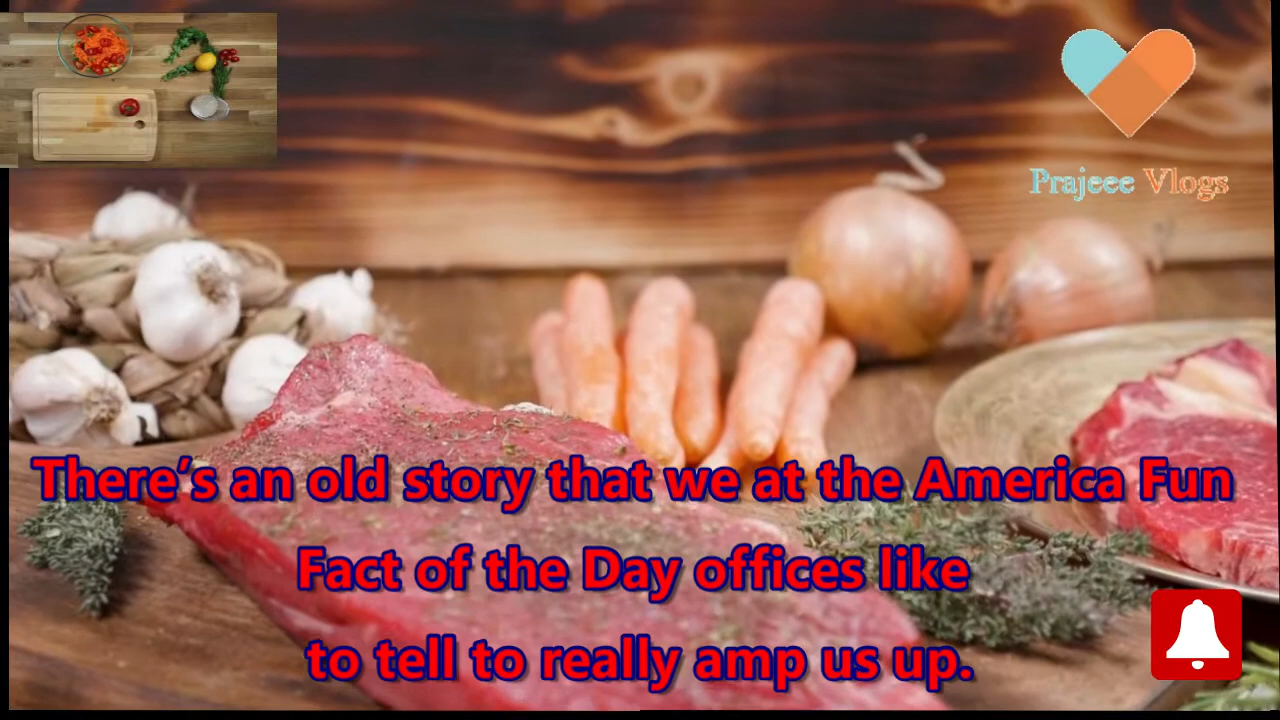 Prajeee Vlogs
There’s an old story that we at the America Fun
Fact of the Day offices like
to tell to really amp us up.